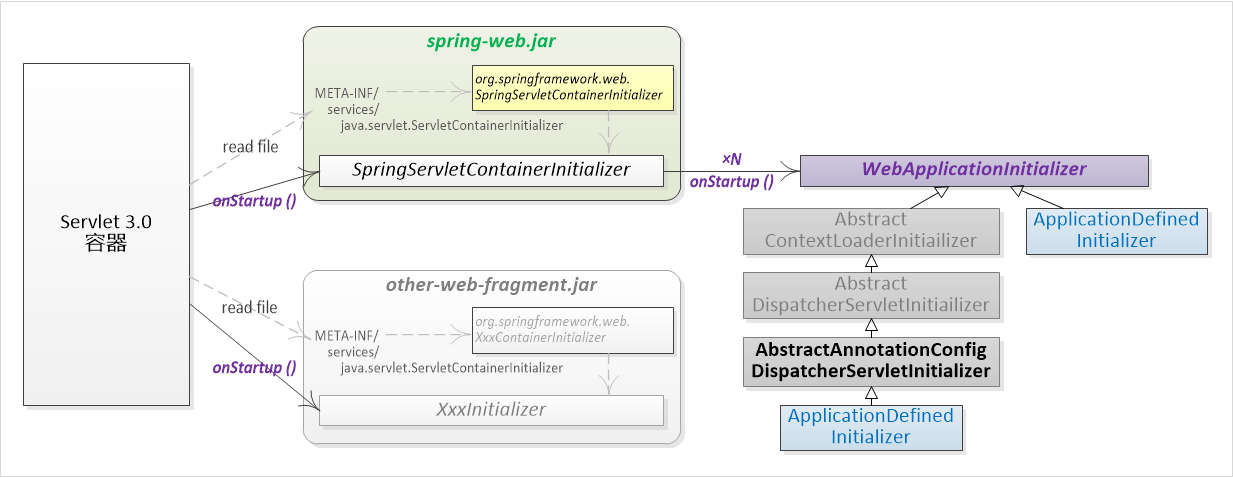 Servlet 3.0
容器
read file
onStartup ()
read file
onStartup ()
spring-web.jar
META-INF/
services/
java.servlet.ServletContainerInitializer
org.springframework.web.
SpringServletContainerInitializer
SpringServletContainerInitializer
other-web-fragment.jar
META-INF/
services/
java.servlet.ServletContainerInitializer
org.springframework.web.
XxxContainerInitializer
XxxInitializer
×N
onStartup ()
WebApplicationInitializer
Abstract
ContextLoaderInitiailizer
ApplicationDefined
Initializer
Abstract
DispatcherServletInitiailizer
AbstractAnnotationConfig
DispatcherServletInitializer
ApplicationDefined
Initializer